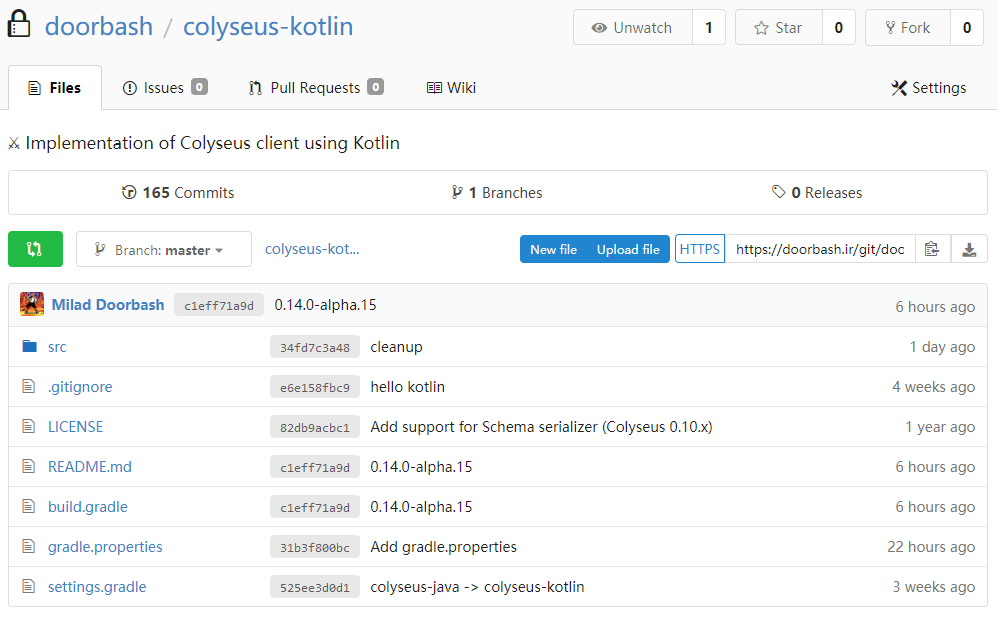 doorbash / colyseus-kotlin
Unwatch 1 Star 0 Fork 0
Files Issues 0 Pull Requests 0 Wiki Settings
Implementation of Colyseus client using Kotlin
165 Commits 1 Branches 0 Releases
Branch: master colyseus-kot... New file Upload file HTTPS https://doorbash.ir/git/doc
Milad Doorbash c1eff71a9d 0.14.0-alpha.15 6 hours ago
src 34fd7c3a48 cleanup 1 day ago
.gitignore e6e158fbc9 hello kotlin 4 weeks ago
LICENSE 82db9acbc1 Add support for Schema serializer (Colyseus 0.10.x) 1 year ago
README.md c1eff71a9d 0.14.0-alpha.15 6 hours ago
build.gradle c1eff71a9d 0.14.0-alpha.15 6 hours ago
gradle.properties 31b3f800bc Add gradle.properties 22 hours ago
settings.gradle 525ee3d0d1 colyseus-java -> colyseus-kotlin 3 weeks ago